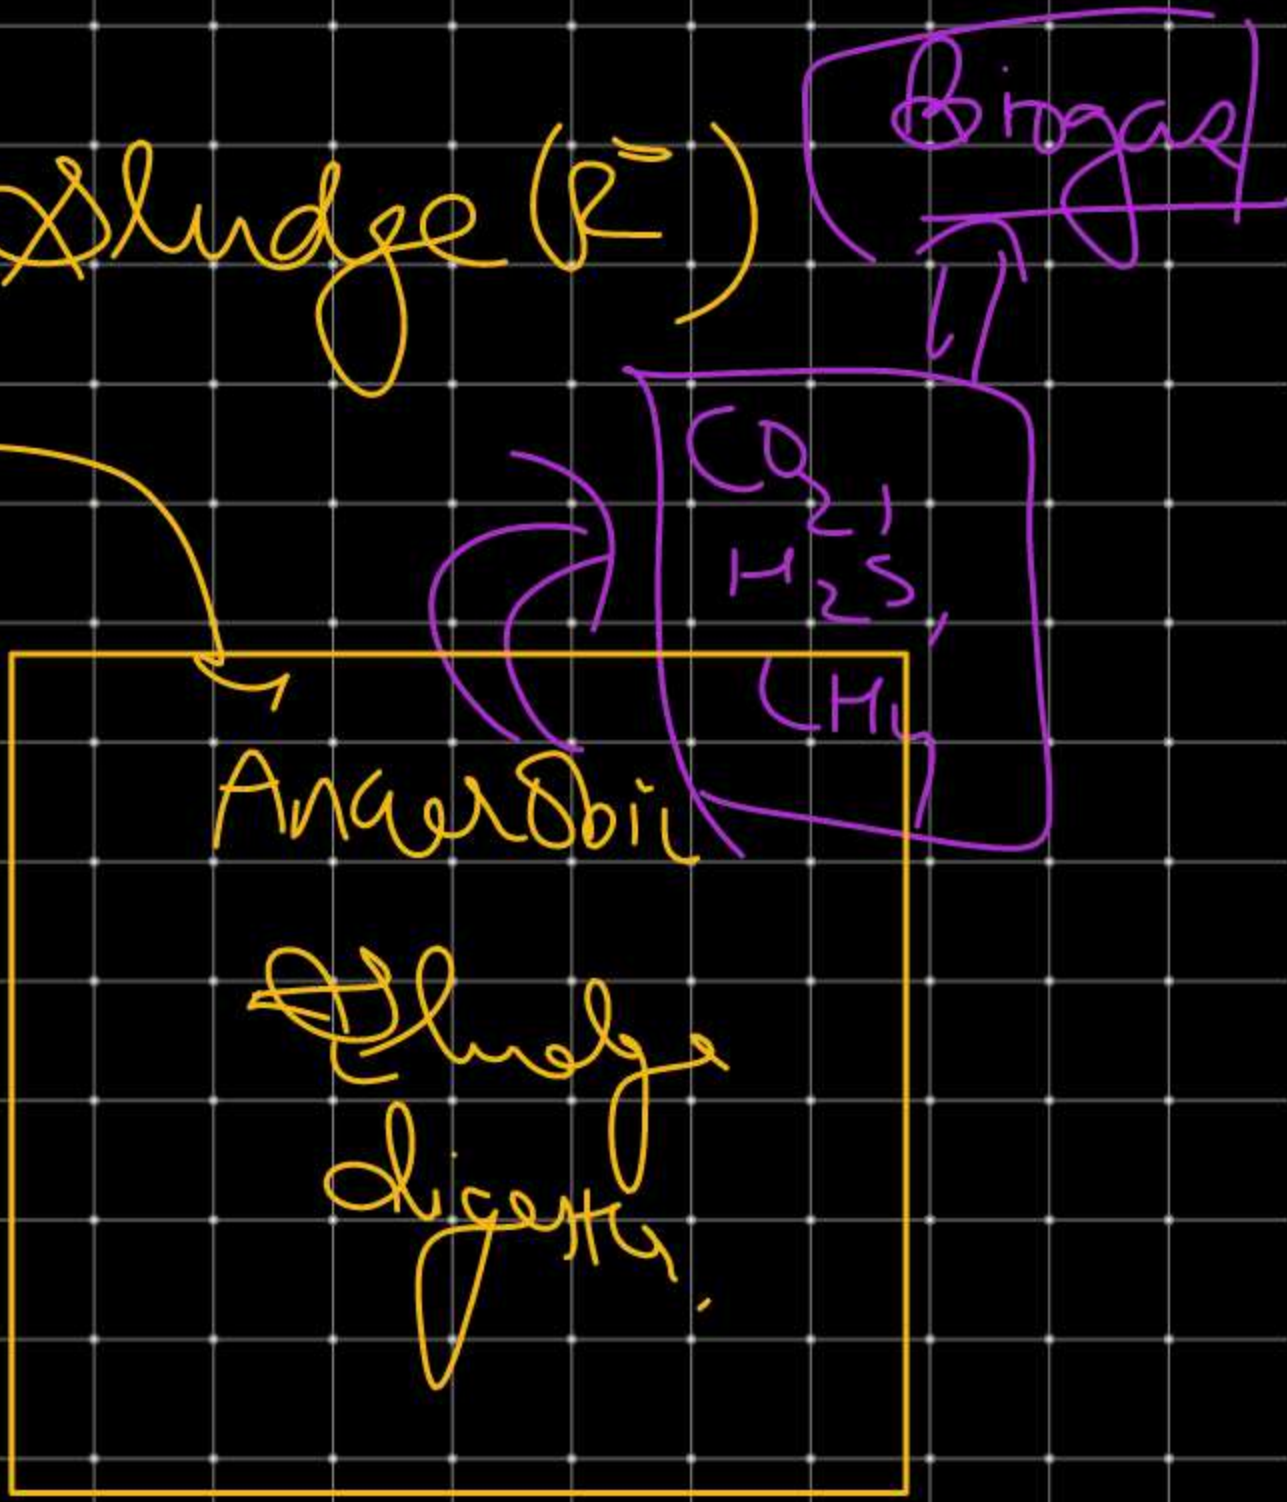 Biogas
Sludge
CO2,
H2S,
CH4
Anaerobic
Sludge
digester.